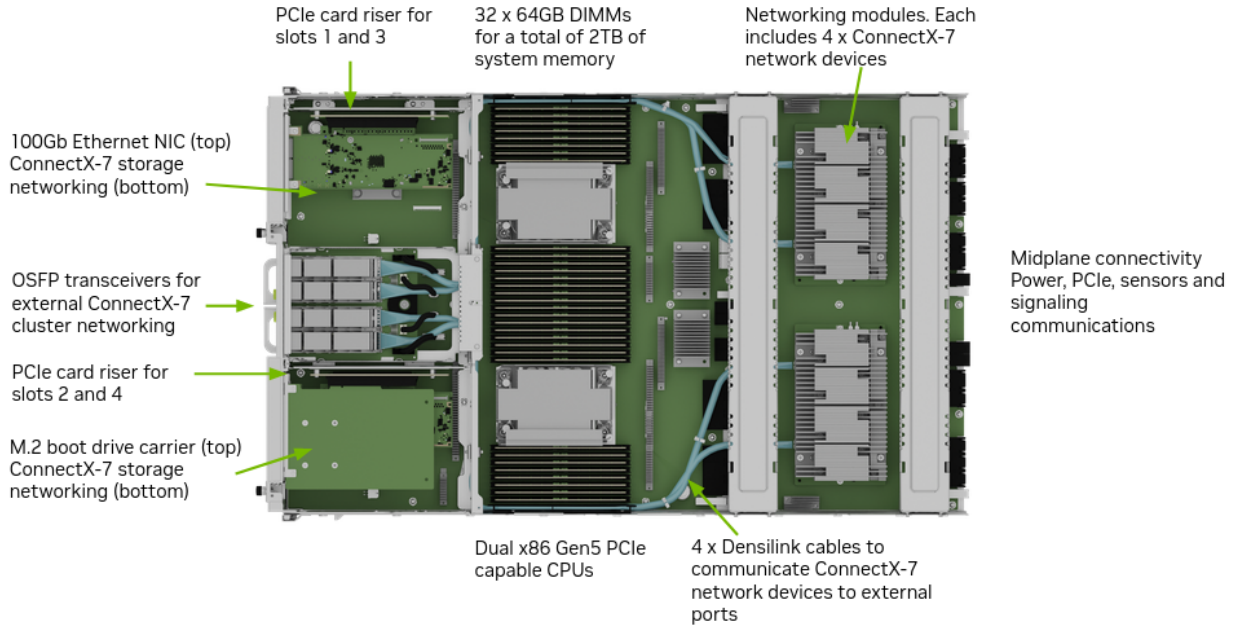 PCIe card riser for
slots 1 and 3
32 x 64GB DIMMs
for a total of 2TB of
system memory
Networking modules. Each
includes 4 x ConnectX-7
network devices
100Gb Ethernet NIC (top)
ConnectX-7 storage
networking (bottom)
OSFP transceivers for
external ConnectX-7
cluster networking
Midplane connectivity
Power, PCIe, sensors and
signaling
communications
PCIe card riser for
slots 2 and 4
M.2 boot drive carrier (top)
ConnectX-7 storage
networking (bottom)
Dual x86 Gen5 PCIe
capable CPUs
4 x Densilink cables to
communicate ConnectX-7
network devices to external
ports